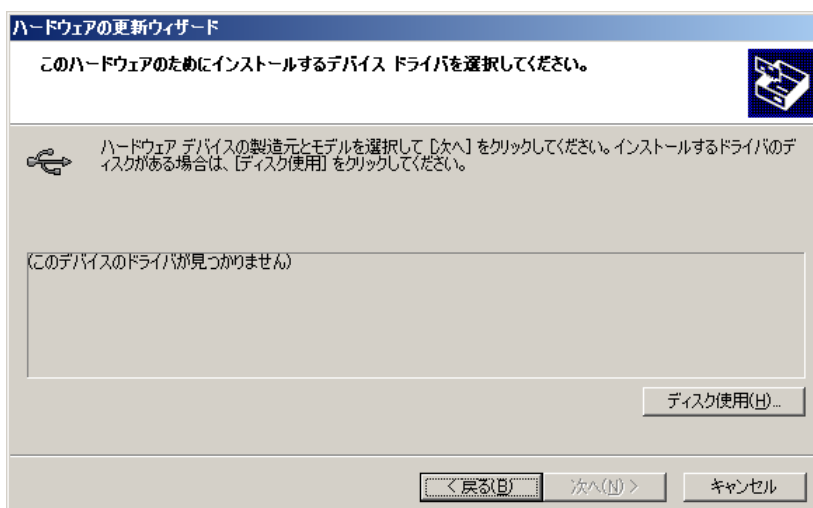 ハードウェアの更新ウィザード
このハードウェアのためにインストールするデバイス ドライバを選択してください。
ハードウェア デバイスの製造元とモデルを選択して [次へ] をクリックしてください。インストールするドライバのデ
ィスクがある場合は、[ディスク使用] をクリックしてください。
(このデバイスのドライバが見つかりません)
ディスク使用(H)...
< 戻る(B)
次へ(N) >
キャンセル